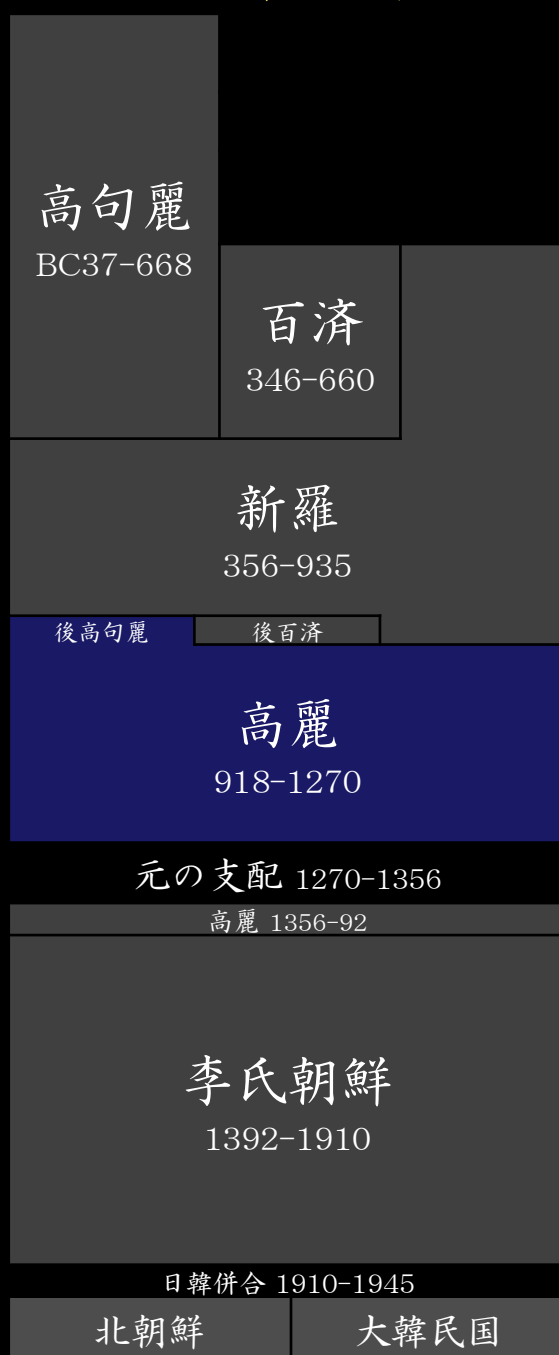 高句麗
BC37-668
百済
346-660
新羅
356-935
後高句麗
後百済
高麗
918-1270
元の支配 1270-1356
高麗 1356-92
李氏朝鮮
1392-1910
日韓併合 1910-1945
北朝鮮
大韓民国